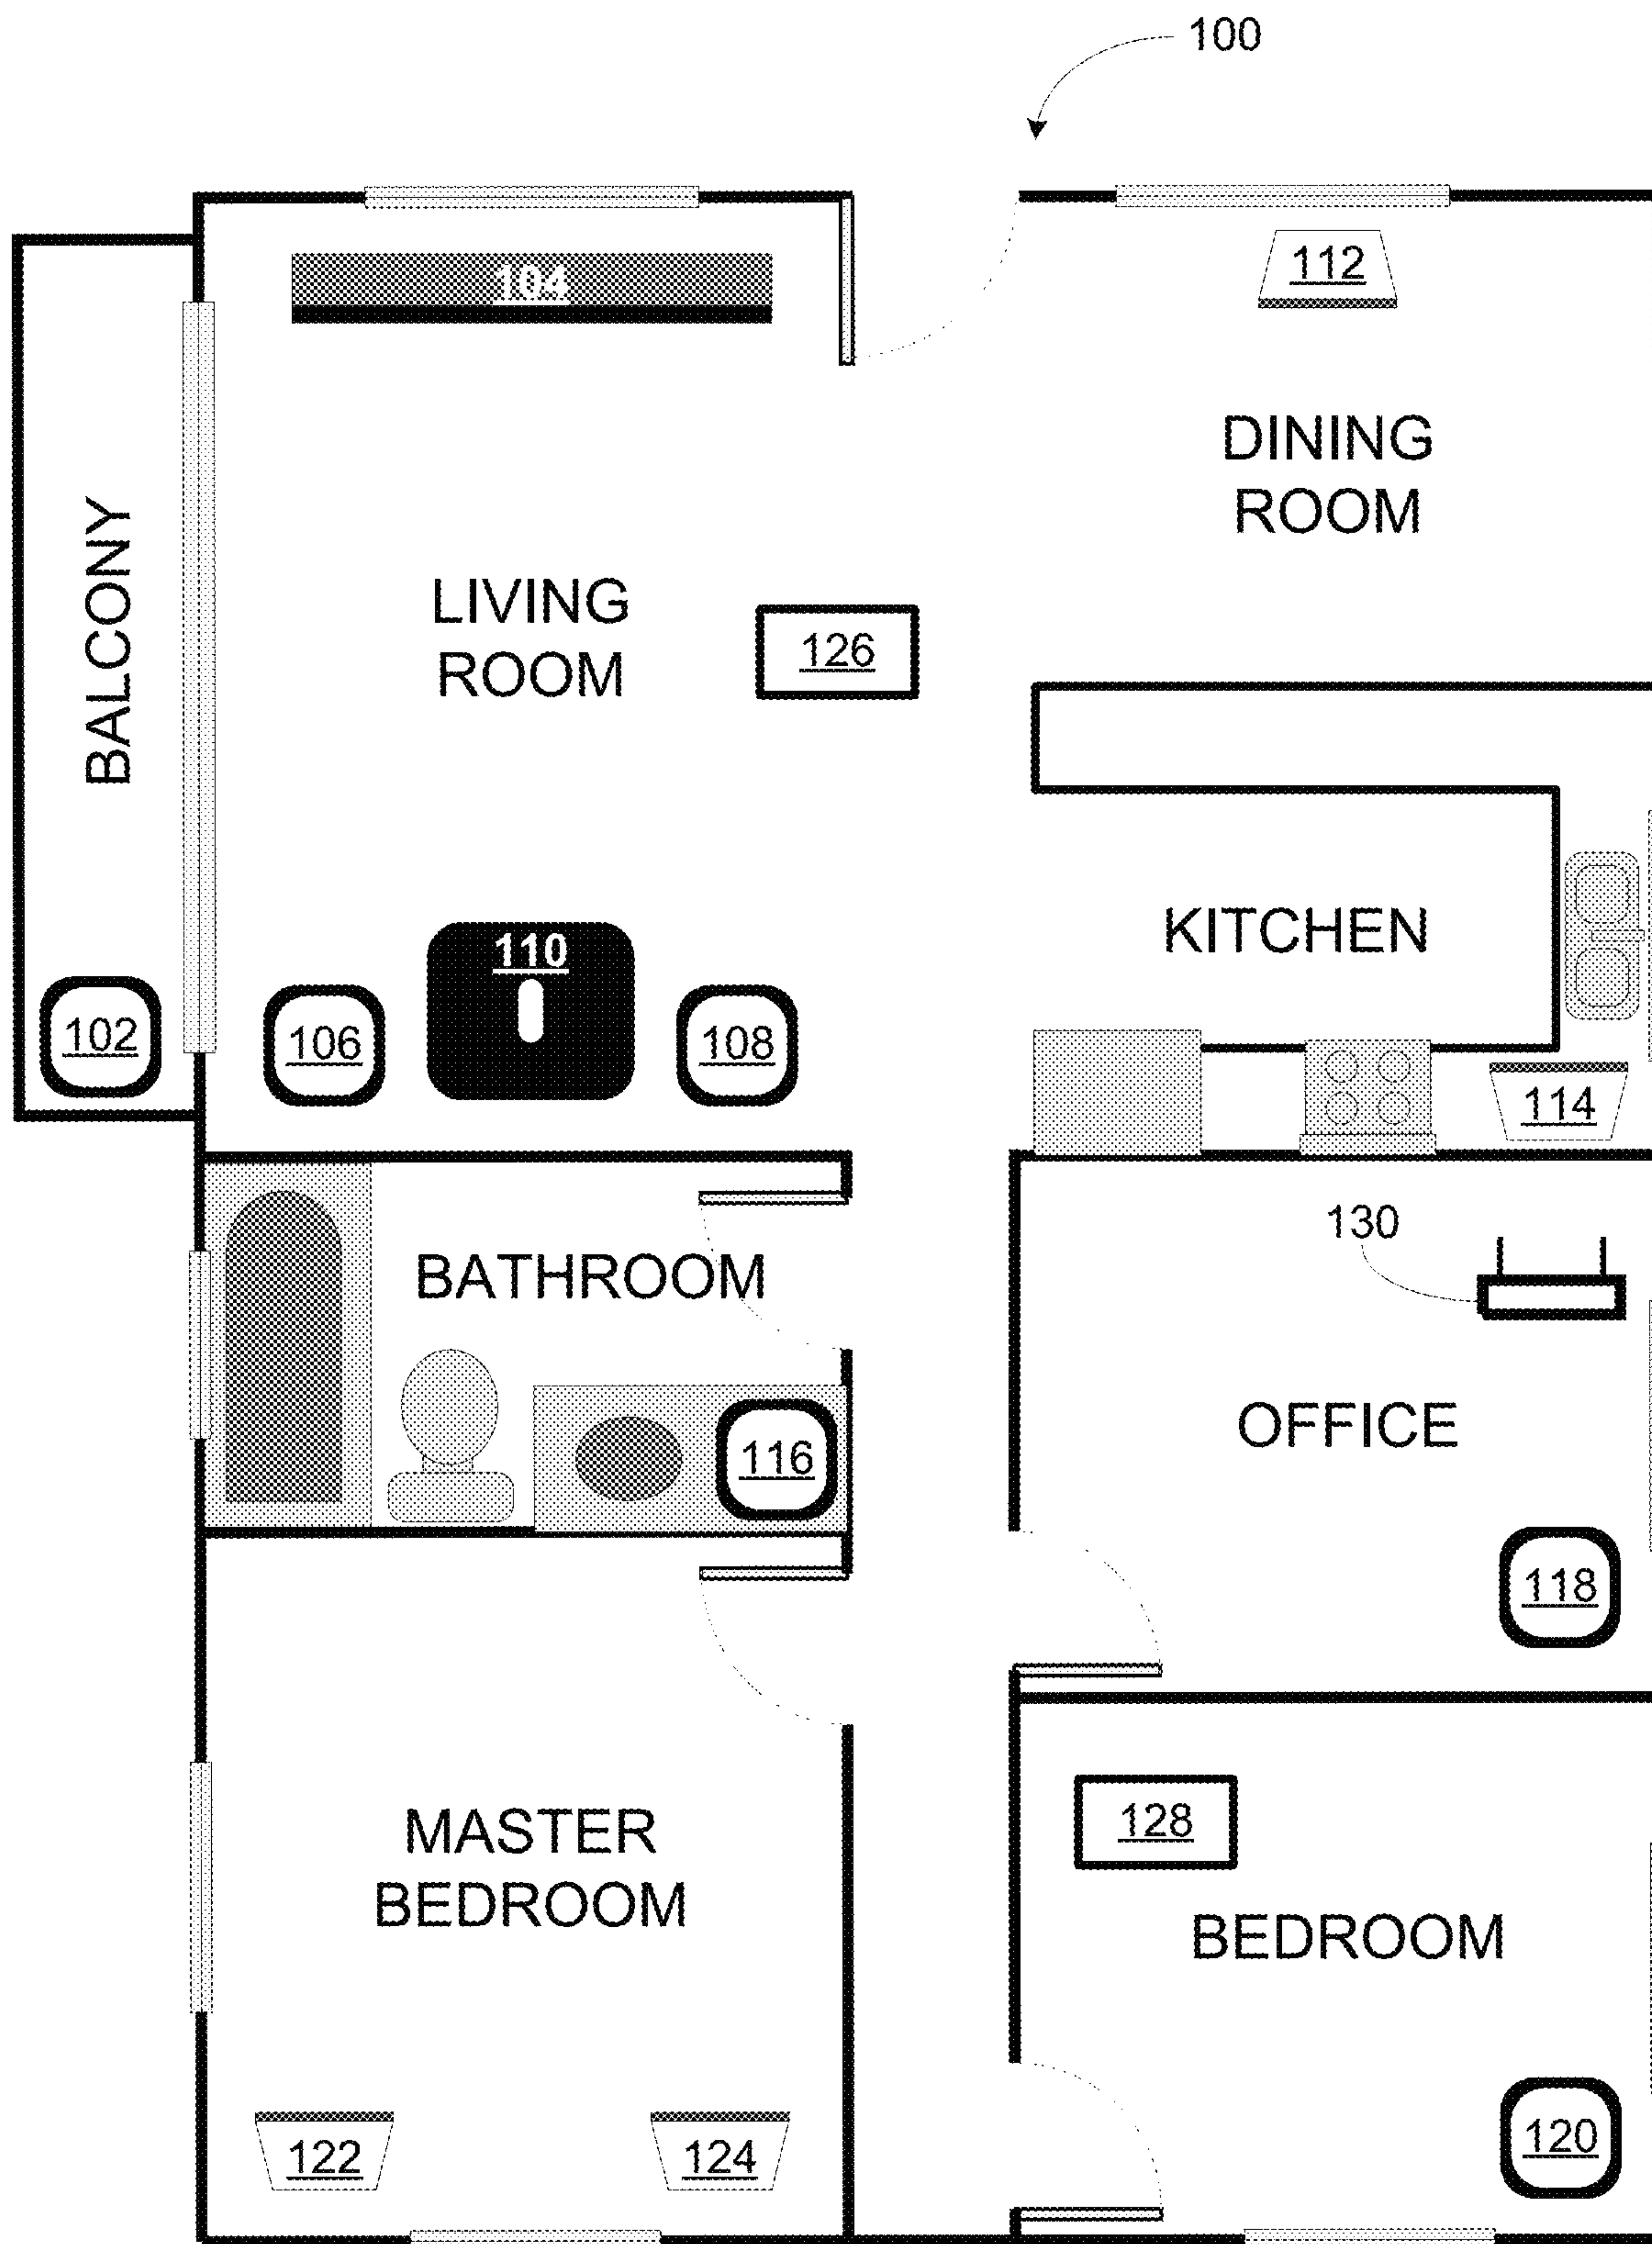 100
104
112
DINING
ROOM
BALCONY
LIVING
ROOM
126
KITCHEN
110
102
106
108
114
130
BATHROOM
OFFICE
116
118
MASTER
BEDROOM
128
BEDROOM
122
124
120